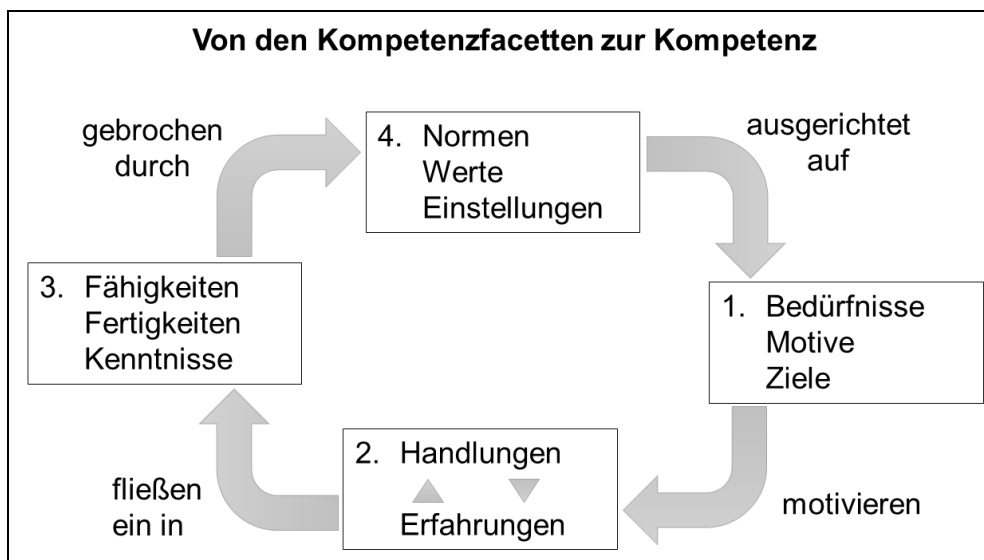 Von den Kompetenzfacetten zur Kompetenz
gebrochen
durch
4. Normen
Werte
Einstellungen
ausgerichtet
auf
1. Bedürfnisse
Motive
Ziele
motivieren
2. Handlungen
Erfahrungen
fließen
ein in
3. Fähigkeiten
Fertigkeiten
Kenntnisse